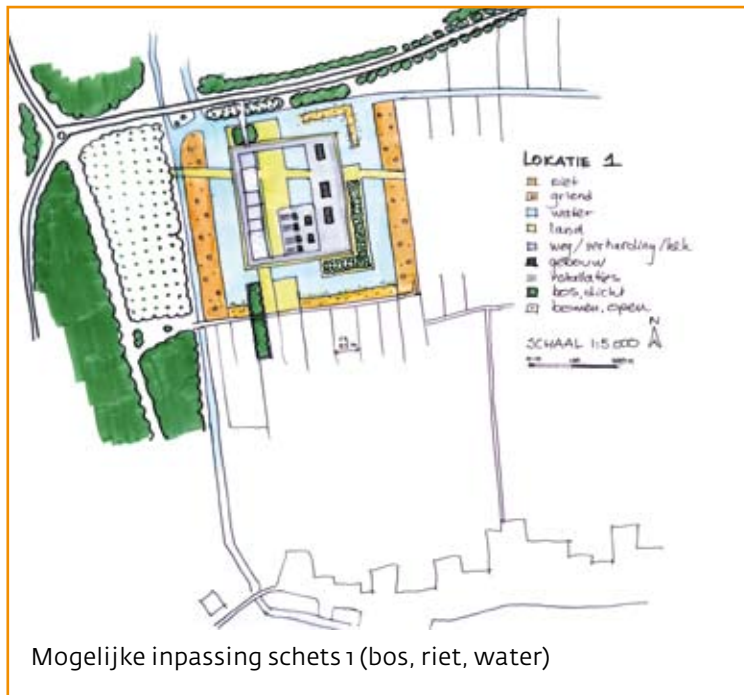 LOKATIE 1
riet
griend
water
land
weg/verharding/hek
gebouw
installaties
bos, dicht
bomen, open
N
SCHAAL 1:5000
Mogelijke inpassing schets 1 (bos, riet, water)